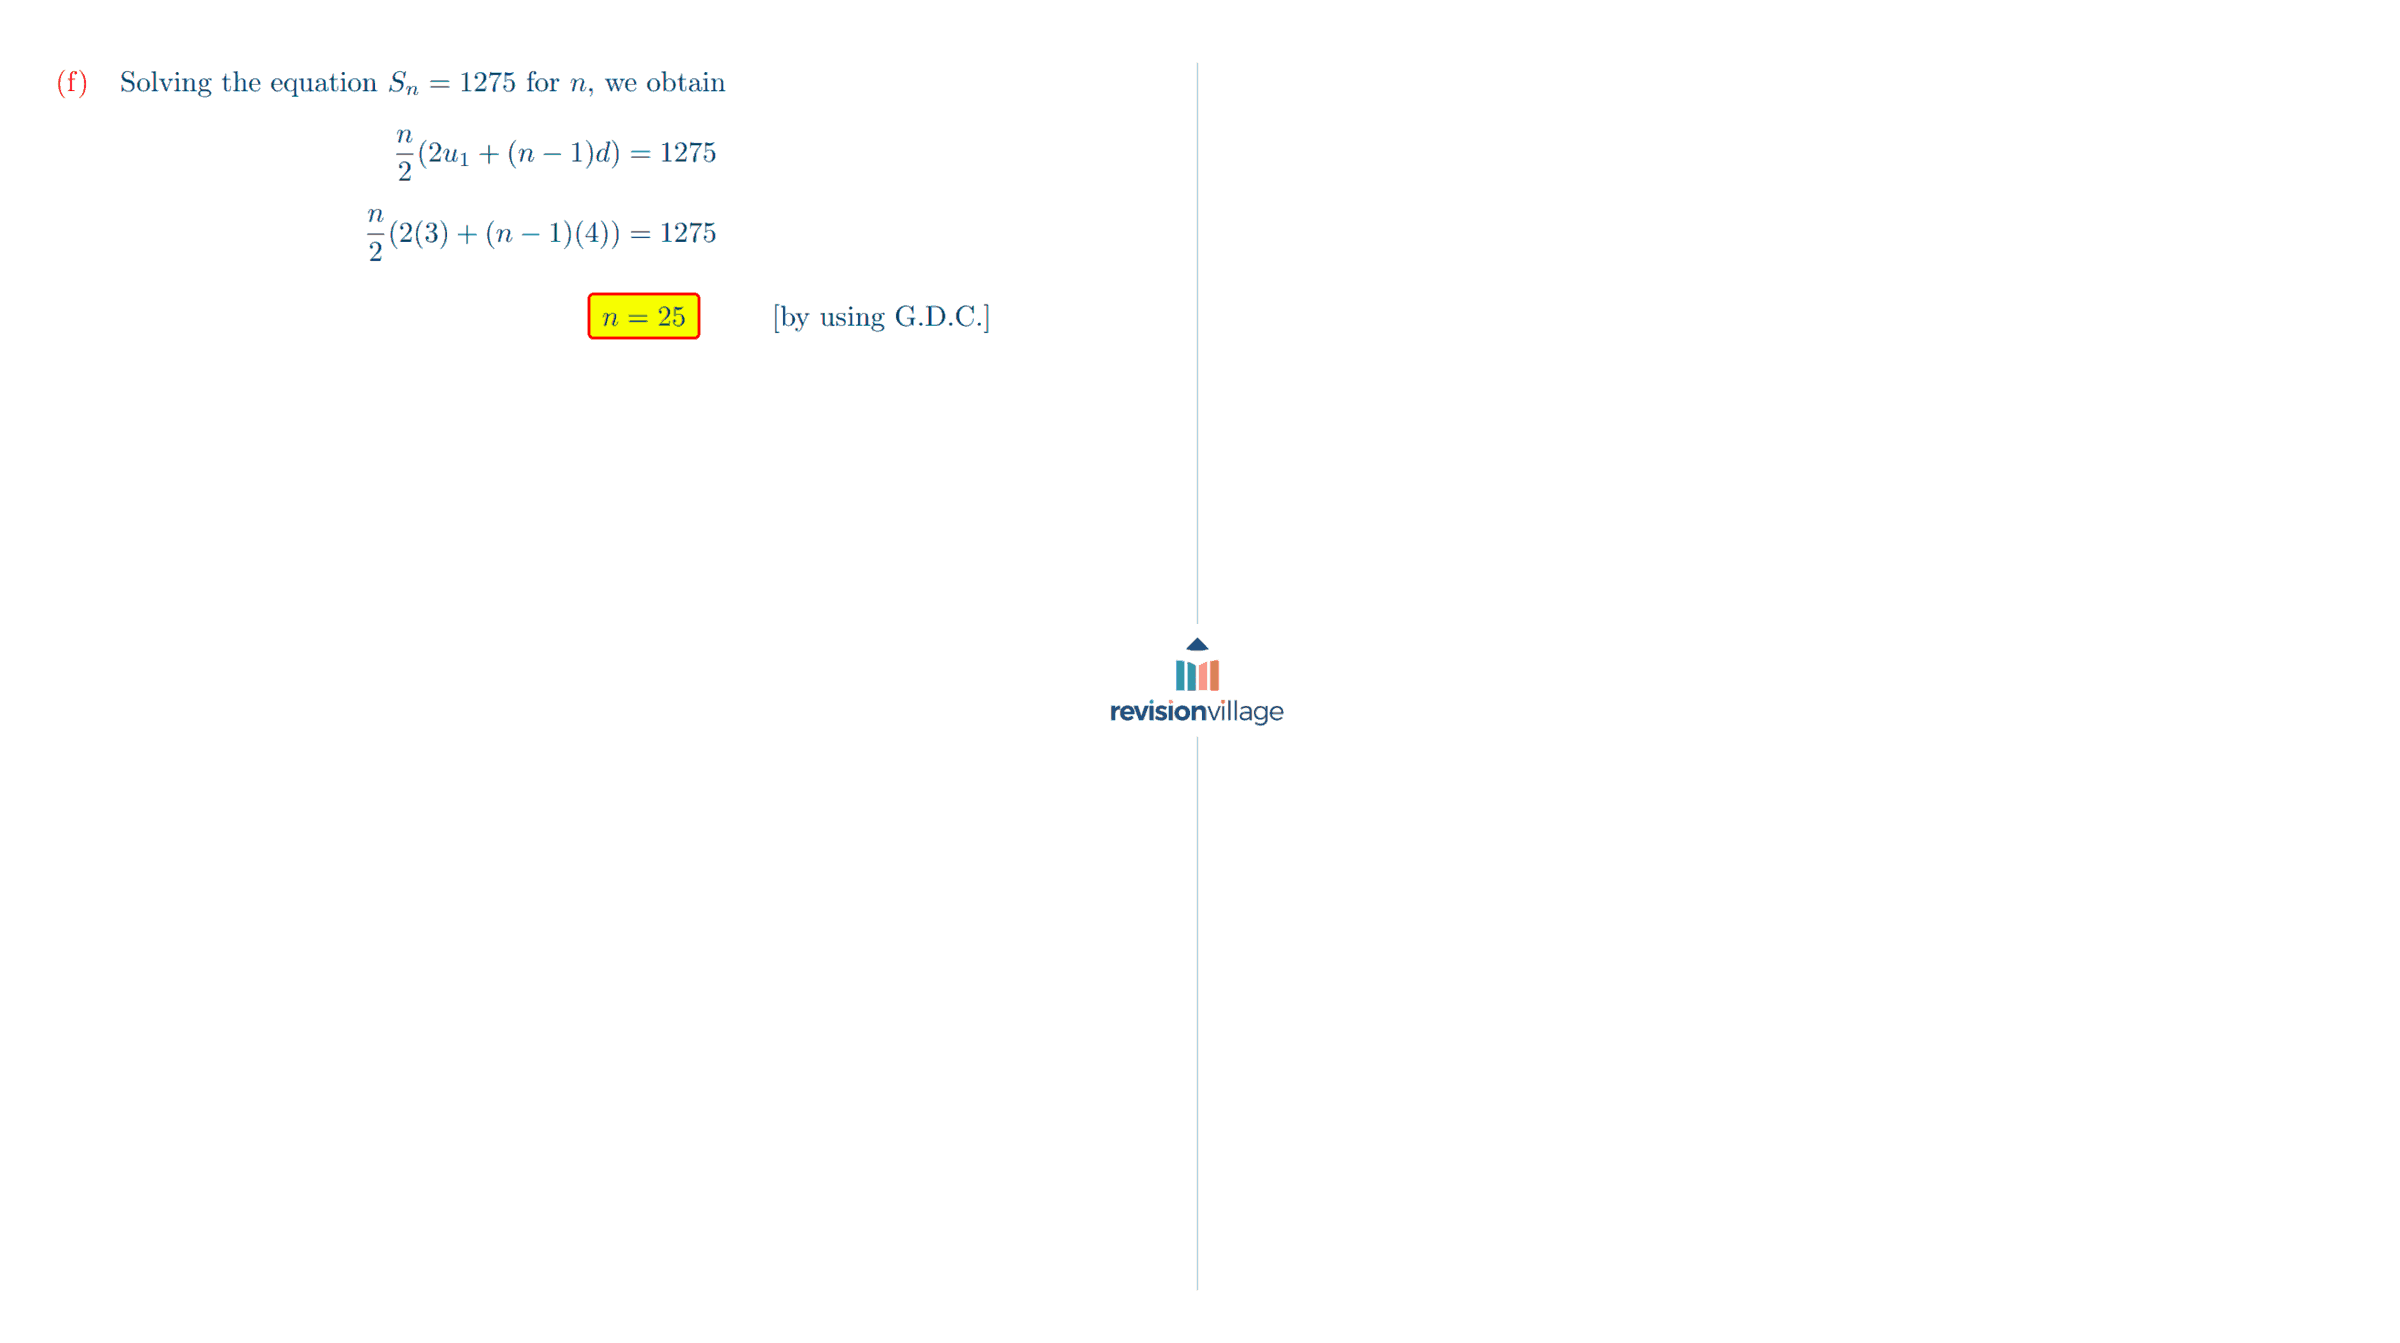 (f) Solving the equation $S_n = 1275$ for $n$, we obtain
$\frac{n}{2}(2u_1 + (n - 1)d) = 1275$
$\frac{n}{2}(2(3) + (n - 1)(4)) = 1275$
$n = 25$ [by using G.D.C.]
revisionvillage